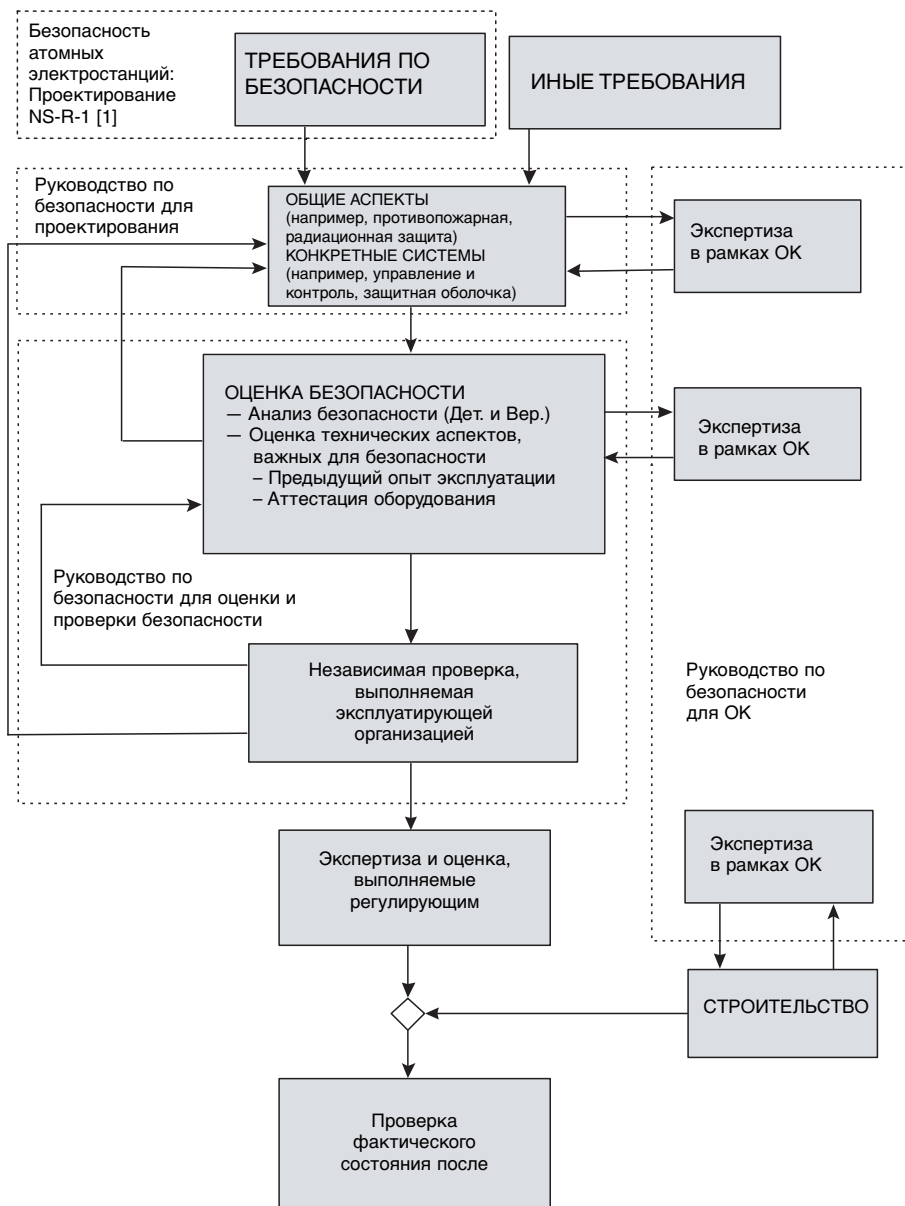 Безопасность
атомных
электростанций:
Проектирование
NS-R-1 [1]
ТРЕБОВАНИЯ ПО
БЕЗОПАСНОСТИ
ИНЫЕ ТРЕБОВАНИЯ
Руководство по
безопасности для
проектирования
ОБЩИЕ АСПЕКТЫ
(например, противопожарная,
радиационная защита)
КОНКРЕТНЫЕ СИСТЕМЫ
(например, управление и
контроль, защитная оболочка)
Экспертиза
в рамках ОК
ОЦЕНКА БЕЗОПАСНОСТИ
— Анализ безопасности (Дет. и Вер.)
— Оценка технических аспектов,
важных для безопасности
– Предыдущий опыт эксплуатации
– Аттестация оборудования
Экспертиза
в рамках ОК
Руководство по
безопасности для оценки и
проверки безопасности
Независимая проверка,
выполняемая
эксплуатирующей
организацией
Руководство по
безопасности
для ОК
Экспертиза и оценка,
выполняемые
регулирующим
Экспертиза
в рамках ОК
СТРОИТЕЛЬСТВО
Проверка
фактического
состояния после